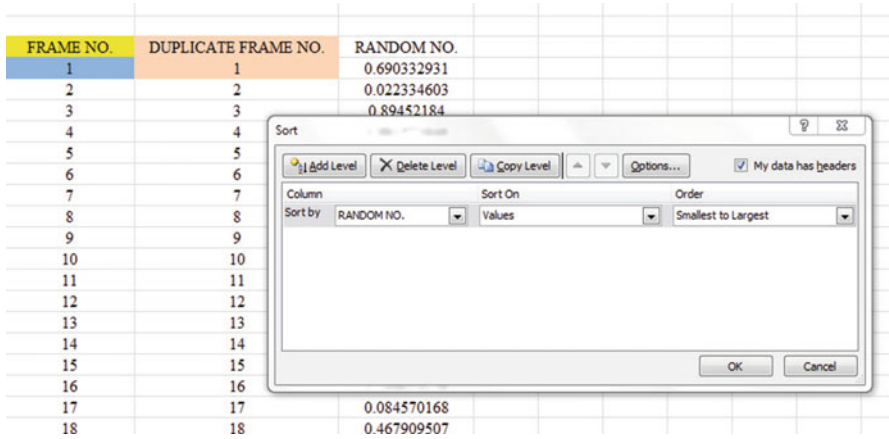 FRAME NO. DUPLICATE FRAME NO. RANDOM NO.
1 1 0.690332931
2 2 0.022334603
3 3 0.89452184
4 4
5 5
6 6
7 7
8 8
9 9
10 10
11 11
12 12
13 13
14 14
15 15
16 16
17 17 0.084570168
18 18 0.467909507
Sort
Add Level Delete Level Copy Level Options... My data has headers
Column Sort On Order
Sort by RANDOM NO. Values Smallest to Largest
OK Cancel